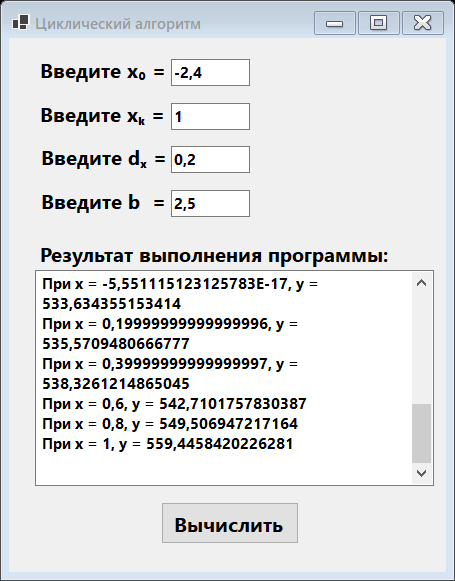 Циклический алгоритм
Введите x₀ = -2,4
Введите xₖ = 1
Введите dₓ = 0,2
Введите b = 2,5
Результат выполнения программы:
При x = -5,551115123125783E-17, y =
533,634355153414
При x = 0,19999999999999996, y =
535,5709480666777
При x = 0,39999999999999997, y =
538,3261214865045
При x = 0,6, y = 542,7101757830387
При x = 0,8, y = 549,506947217164
При x = 1, y = 559,4458420226281
Вычислить